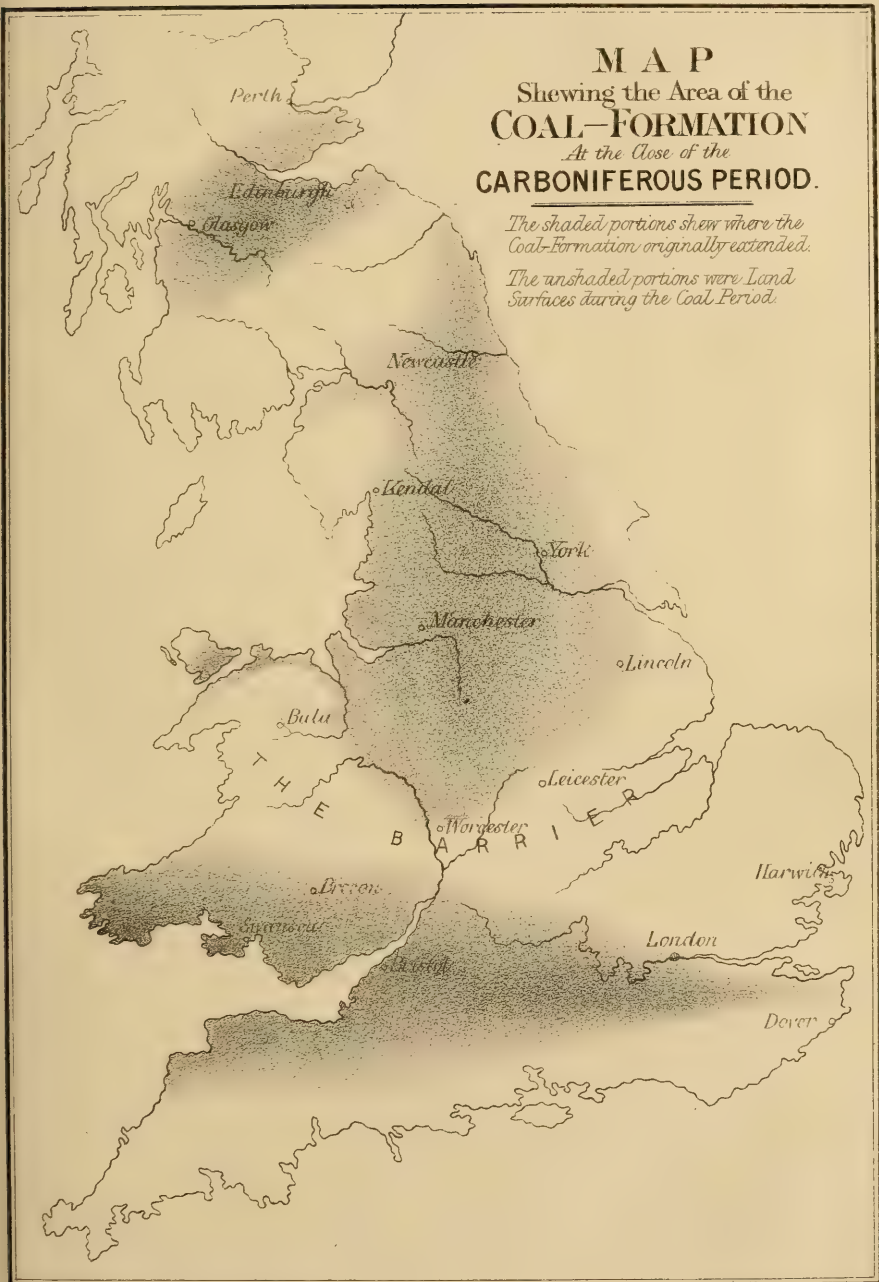 MAP
Shewing the Area of the
COAL—FORMATION
At the Close of the
CARBONIFEROUS PERIOD.
The shaded portions shew where the
Coal-Formation originally extended.
The unshaded portions were Land
Surfaces during the Coal Period.
Perth
Edinburgh
Glasgow
Newcastle
Kendal
York
Manchester
Lincoln
Bala
Leicester
THE BARRIER
Worcester
Harwich
Brecon
Swansea
London
Bristol
Dover